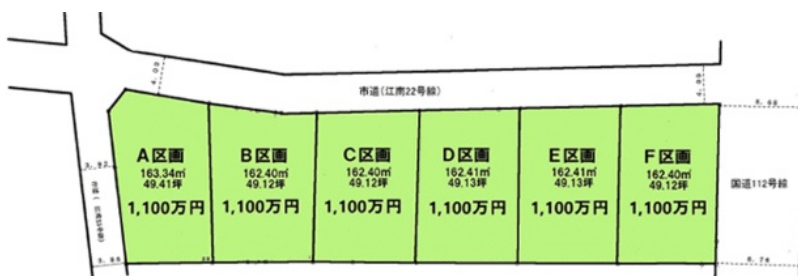 市道(江南22号線)
4.00
A区画
163.34㎡
49.41坪
1,100万円
B区画
162.40㎡
49.12坪
1,100万円
C区画
162.40㎡
49.12坪
1,100万円
D区画
162.41㎡
49.13坪
1,100万円
E区画
162.41㎡
49.13坪
1,100万円
F区画
162.40㎡
49.12坪
1,100万円
国道112号線
3.92